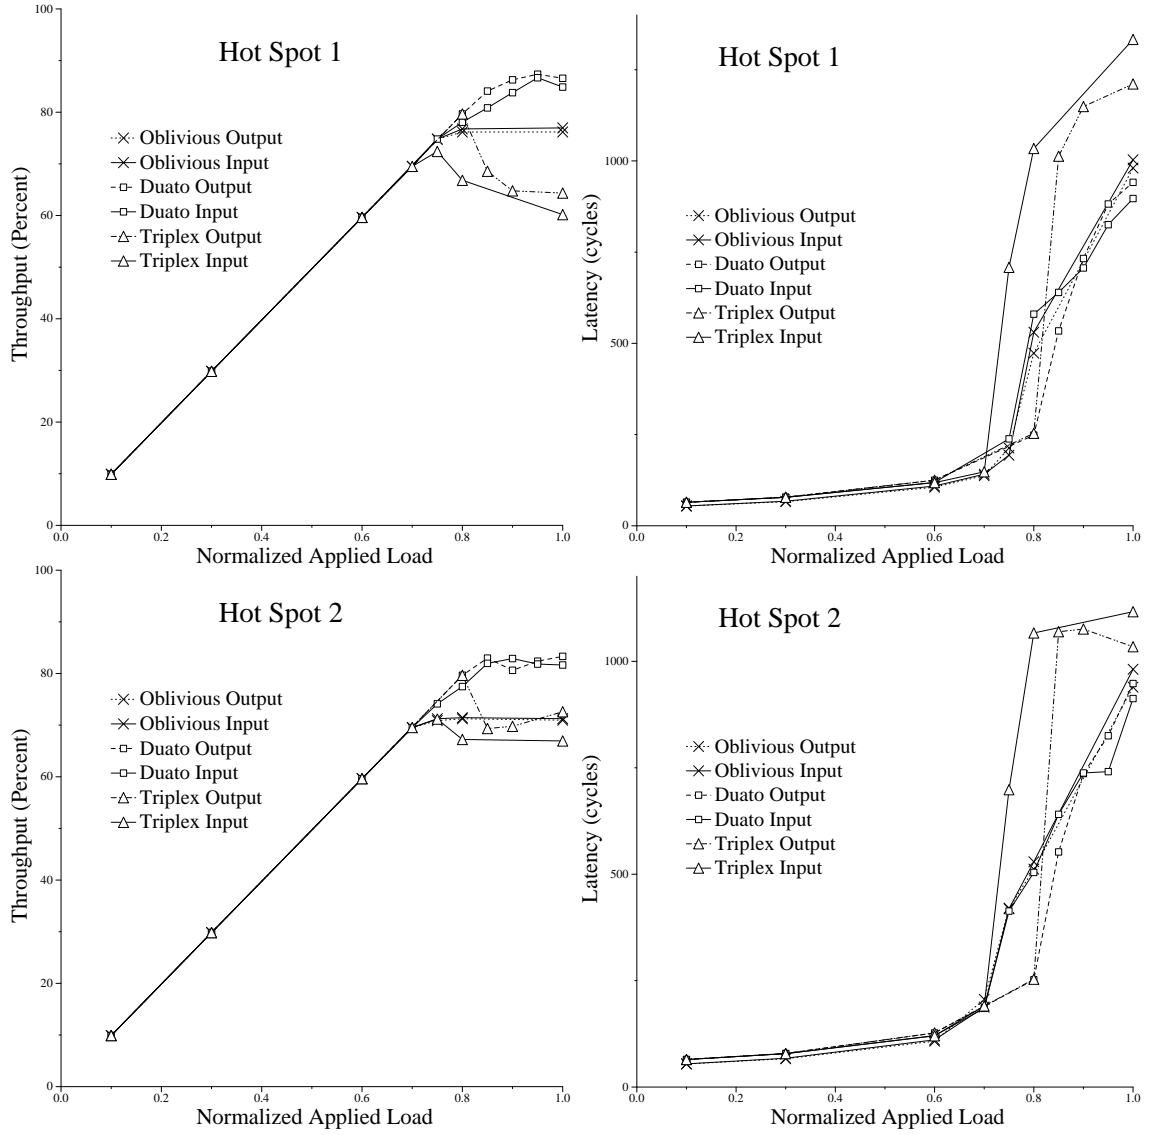 Hot Spot 1
Throughput (Percent)
100
80
60
40
20
0
Oblivious Output
Oblivious Input
Duato Output
Duato Input
Triplex Output
Triplex Input
0.0 0.2 0.4 0.6 0.8 1.0
Normalized Applied Load
Hot Spot 1
Latency (cycles)
1000
500
0
Oblivious Output
Oblivious Input
Duato Output
Duato Input
Triplex Output
Triplex Input
0.0 0.2 0.4 0.6 0.8 1.0
Normalized Applied Load
Hot Spot 2
Throughput (Percent)
100
80
60
40
20
0
Oblivious Output
Oblivious Input
Duato Output
Duato Input
Triplex Output
Triplex Input
0.0 0.2 0.4 0.6 0.8 1.0
Normalized Applied Load
Hot Spot 2
Latency (cycles)
1000
500
0
Oblivious Output
Oblivious Input
Duato Output
Duato Input
Triplex Output
Triplex Input
0.0 0.2 0.4 0.6 0.8 1.0
Normalized Applied Load